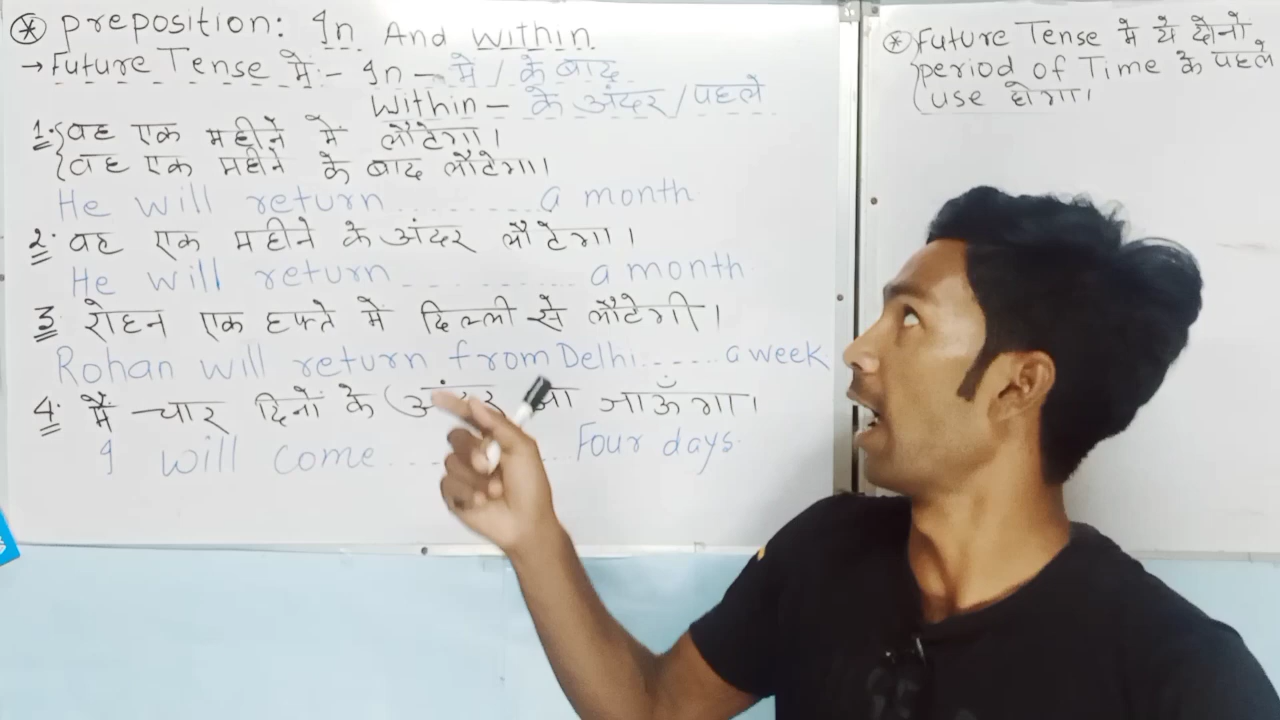 * preposition: In And within
→ Future Tense में:- In - में / के बाद
Within - के अंदर / पहले
1. वह एक महीने में लौटेगा।
वह एक महीने के बाद लौटेगा।
He will return ........... a month.
2. वह एक महीने के अंदर लौटेगा।
He will return ........... a month
3. रोहन एक हफ्ते में दिल्ली से लौटेगी।
Rohan will return from Delhi ...... a week.
4. मैं चार दिनों के (अंदर आ जाऊँगा।
I will come ........... Four days.
* Future Tense में ये दोनों
period of Time के पहले
use होगा।